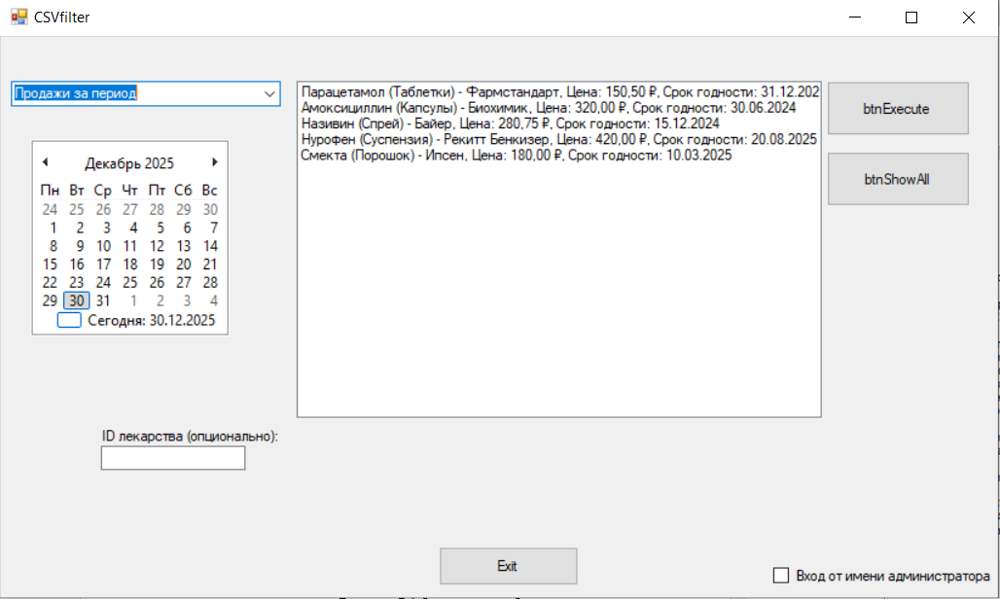 CSVfilter
Продажи за период
Парацетамол (Таблетки) - Фармстандарт, Цена: 150,50 ₽, Срок годности: 31.12.202
Амоксициллин (Капсулы) - Биохимик, Цена: 320,00 ₽, Срок годности: 30.06.2024
Називин (Спрей) - Байер, Цена: 280,75 ₽, Срок годности: 15.12.2024
Нурофен (Суспензия) - Рекитт Бенкизер, Цена: 420,00 ₽, Срок годности: 20.08.2025
Смекта (Порошок) - Ипсен, Цена: 180,00 ₽, Срок годности: 10.03.2025
btnExecute
btnShowAll
Декабрь 2025
Пн Вт Ср Чт Пт Сб Вс
24 25 26 27 28 29 30
1 2 3 4 5 6 7
8 9 10 11 12 13 14
15 16 17 18 19 20 21
22 23 24 25 26 27 28
29 30 31 1 2 3 4
Сегодня: 30.12.2025
ID лекарства (опционально):
Exit
Вход от имени администратора